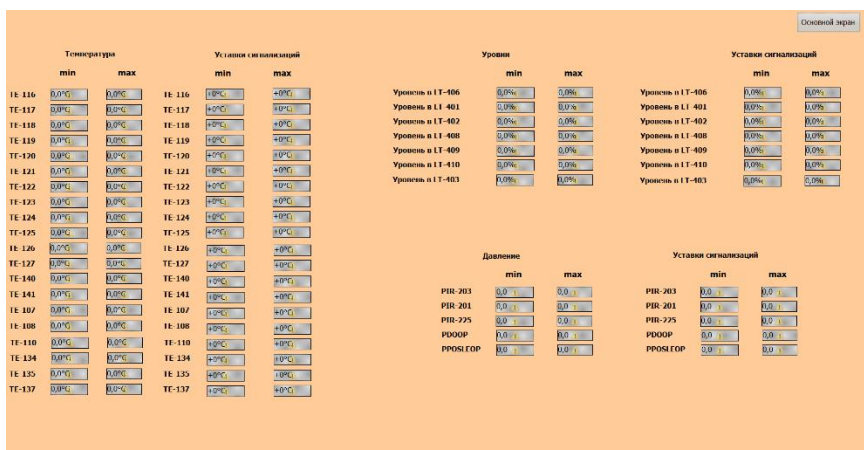 Основной экран
Температура Уставки сигнализаций Уровни Уставки сигнализаций
min max min max min max min max
TE-116 0,0°C 0,0°C TE-116 +0°C +0°C Уровень в LT-406 0,0% 0,0% Уровень в LT-406 0,0% 0,0%
TE-117 0,0°C 0,0°C TE-117 +0°C +0°C Уровень в LT-401 0,0% 0,0% Уровень в LT-401 0,0% 0,0%
TE-118 0,0°C 0,0°C TE-118 +0°C +0°C Уровень в LT-402 0,0% 0,0% Уровень в LT-402 0,0% 0,0%
TE-119 0,0°C 0,0°C TE-119 +0°C +0°C Уровень в LT-408 0,0% 0,0% Уровень в LT-408 0,0% 0,0%
TE-120 0,0°C 0,0°C TE-120 +0°C +0°C Уровень в LT-409 0,0% 0,0% Уровень в LT-409 0,0% 0,0%
TE-121 0,0°C 0,0°C TE-121 +0°C +0°C Уровень в LT-410 0,0% 0,0% Уровень в LT-410 0,0% 0,0%
TE-122 0,0°C 0,0°C TE-122 +0°C +0°C Уровень в LT-403 0,0% 0,0% Уровень в LT-403 0,0% 0,0%
TE-123 0,0°C 0,0°C TE-123 +0°C +0°C
TE-124 0,0°C 0,0°C TE-124 +0°C +0°C
TE-125 0,0°C 0,0°C TE-125 +0°C +0°C
TE-126 0,0°C 0,0°C TE-126 +0°C +0°C Давление Уставки сигнализаций
TE-127 0,0°C 0,0°C TE-127 +0°C +0°C min max min max
TE-140 0,0°C 0,0°C TE-140 +0°C +0°C PIR-203 0,0 0,0 PIR-203 0,0 0,0
TE-141 0,0°C 0,0°C TE-141 +0°C +0°C PIR-201 0,0 0,0 PIR-201 0,0 0,0
TE-107 0,0°C 0,0°C TE-107 +0°C +0°C PIR-225 0,0 0,0 PIR-225 0,0 0,0
TE-108 0,0°C 0,0°C TE-108 +0°C +0°C PDOOP 0,0 0,0 PDOOP 0,0 0,0
TE-110 0,0°C 0,0°C TE-110 +0°C +0°C PPOSLEOP 0,0 0,0 PPOSLEOP 0,0 0,0
TE-134 0,0°C 0,0°C TE-134 +0°C +0°C
TE-135 0,0°C 0,0°C TE-135 +0°C +0°C
TE-137 0,0°C 0,0°C TE-137 +0°C +0°C